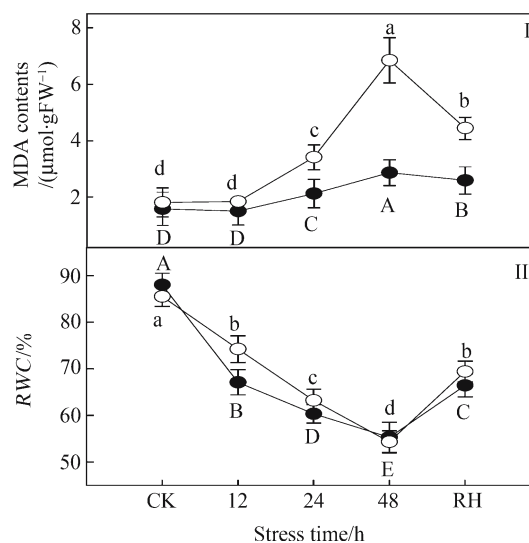 I
MDA contents
/(μmol·gFW⁻¹)
8
6
4
2
a
b
c
d d
D D C A B
II
RWC/%
90
80
70
60
50
A
a
b
B
c
D
d
E
b
C
CK 12 24 48 RH
Stress time/h